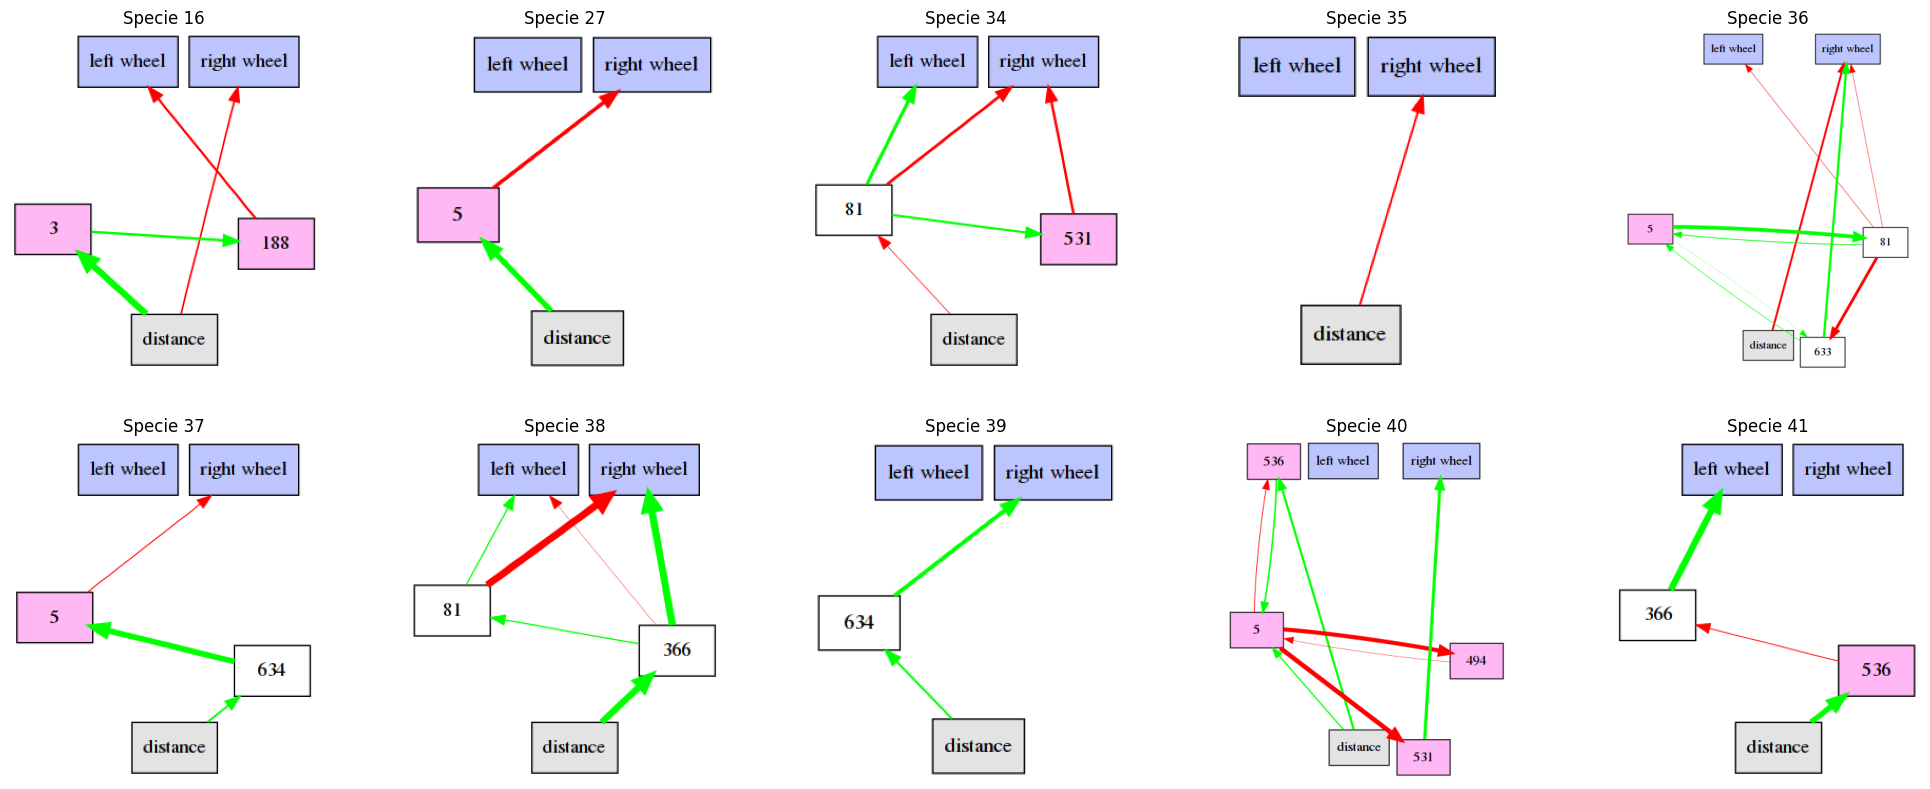 Specie 16
left wheel
right wheel
3
188
distance
Specie 27
left wheel
right wheel
5
distance
Specie 34
left wheel
right wheel
81
531
distance
Specie 35
left wheel
right wheel
distance
Specie 36
left wheel
right wheel
5
81
distance
633
Specie 37
left wheel
right wheel
5
634
distance
Specie 38
left wheel
right wheel
81
366
distance
Specie 39
left wheel
right wheel
634
distance
Specie 40
536
left wheel
right wheel
5
494
distance
531
Specie 41
left wheel
right wheel
366
536
distance